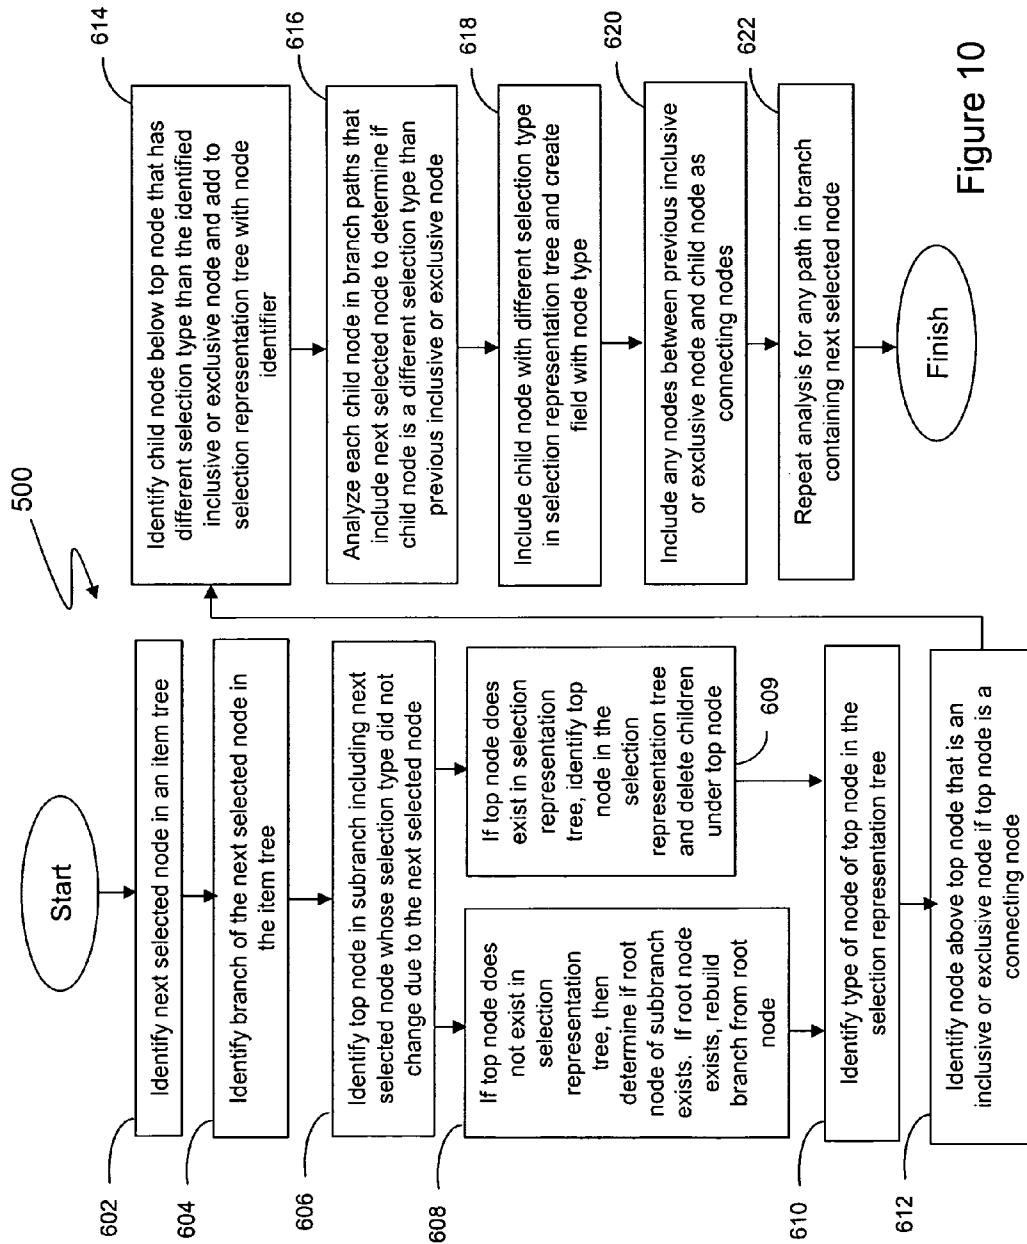 500
Start
602
Identify next selected node in an item tree
604
Identify branch of the next selected node in
the item tree
606
Identify top node in subranch including next
selected node whose selection type did not
change due to the next selected node
608
If top node does
not exist in
selection
representation
tree, then
determine if root
node of subbranch
exists. If root node
exists, rebuild
branch from root
node
If top node does
exist in selection
representation
tree, identify top
node in the
selection
representation tree
and delete children
under top node
609
610
Identify type of node of top node in the
selection representation tree
612
Identify node above top node that is an
inclusive or exclusive node if top node is a
connecting node
614
Identify child node below top node that has
different selection type than the identified
inclusive or exclusive node and add to
selection representation tree with node
identifier
616
Analyze each child node in branch paths that
include next selected node to determine if
child node is a different selection type than
previous inclusive or exclusive node
618
Include child node with different selection type
in selection representation tree and create
field with node type
620
Include any nodes between previous inclusive
or exclusive node and child node as
connecting nodes
622
Repeat analysis for any path in branch
containing next selected node
Finish
Figure 10